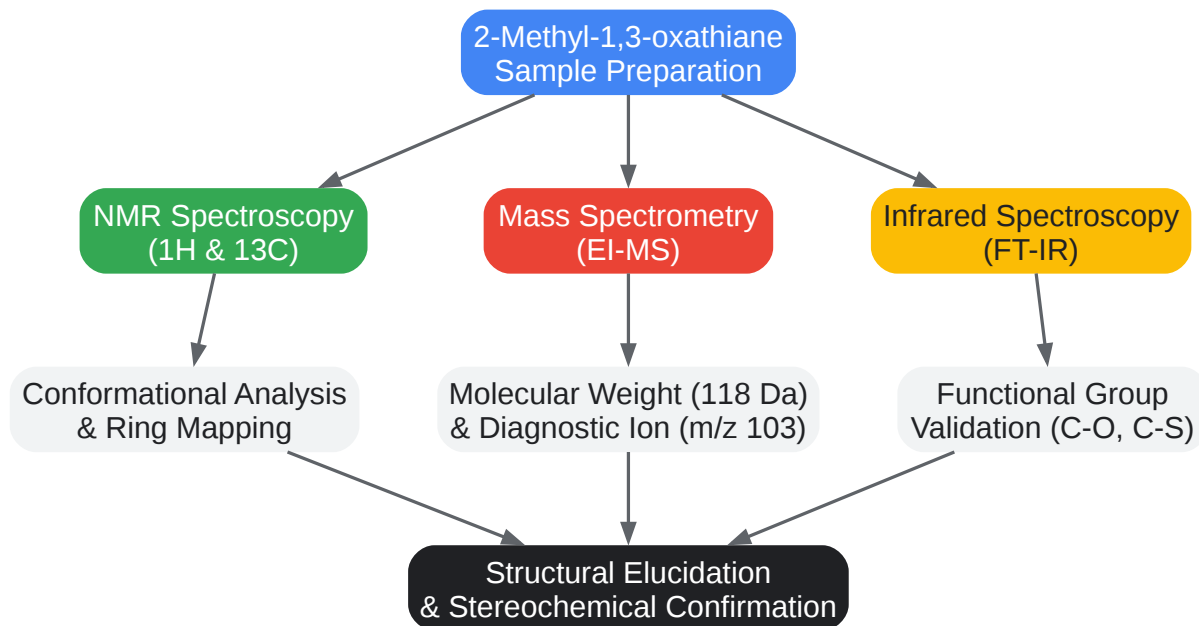 2-Methyl-1,3-oxathiane
Sample Preparation
NMR Spectroscopy
(1H & 13C)
Mass Spectrometry
(EI-MS)
Infrared Spectroscopy
(FT-IR)
Conformational Analysis
& Ring Mapping
Molecular Weight (118 Da)
& Diagnostic Ion (m/z 103)
Functional Group
Validation (C-O, C-S)
Structural Elucidation
& Stereochemical Confirmation